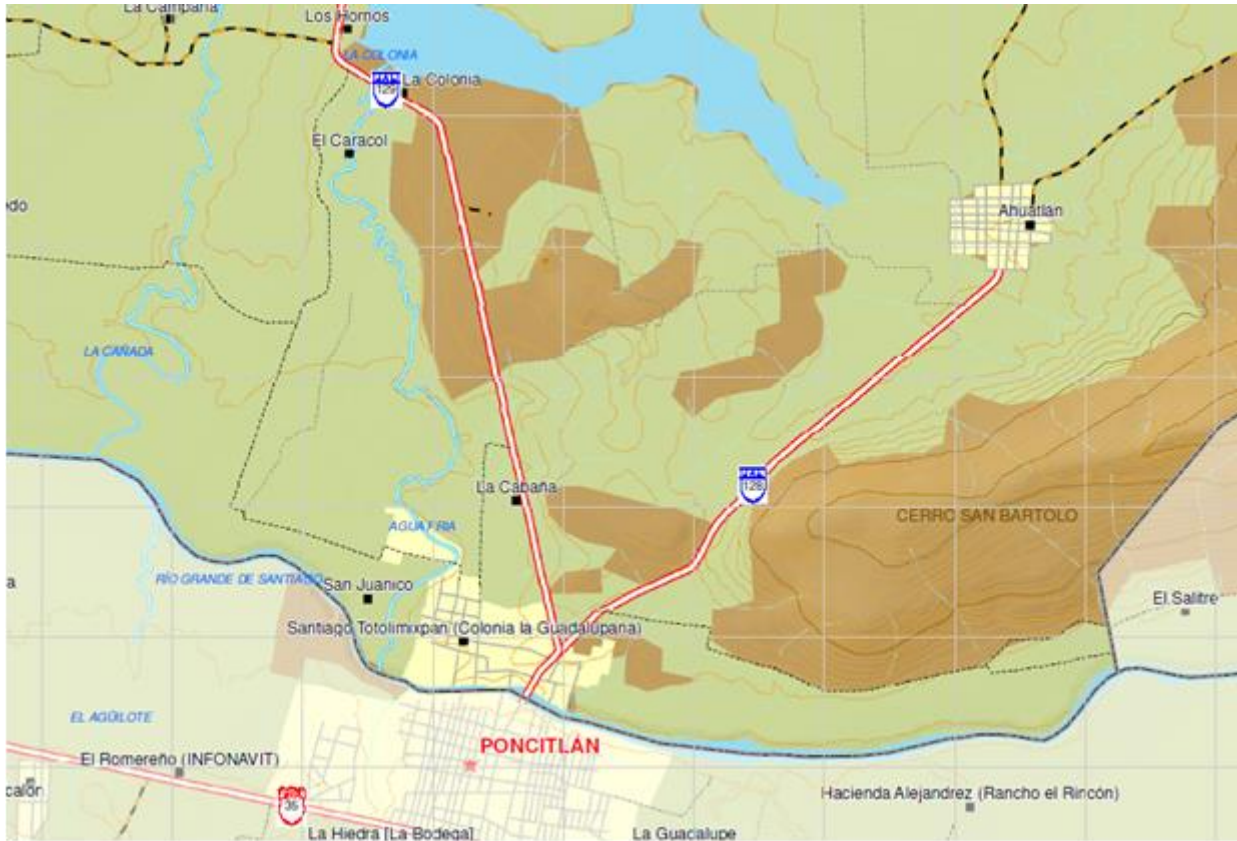 La Campana
Los Hornos
LA COLONIA
129
La Colonia
El Caracol
edo
Ahuatlán
LA CAÑADA
128
La Cabaña
CERRO SAN BARTOLO
AGUA FRIA
RÍO GRANDE DE SANTIAGO
San Juanico
El Salitre
a
Santiago Totolimixpan (Colonia la Guadalupana)
EL AGÜILOTE
PONCITLÁN
El Romereño (INFONAVIT)
calón
35
Hacienda Alejandrez (Rancho el Rincón)
La Hiedra [La Bodega]
La Guadalupe